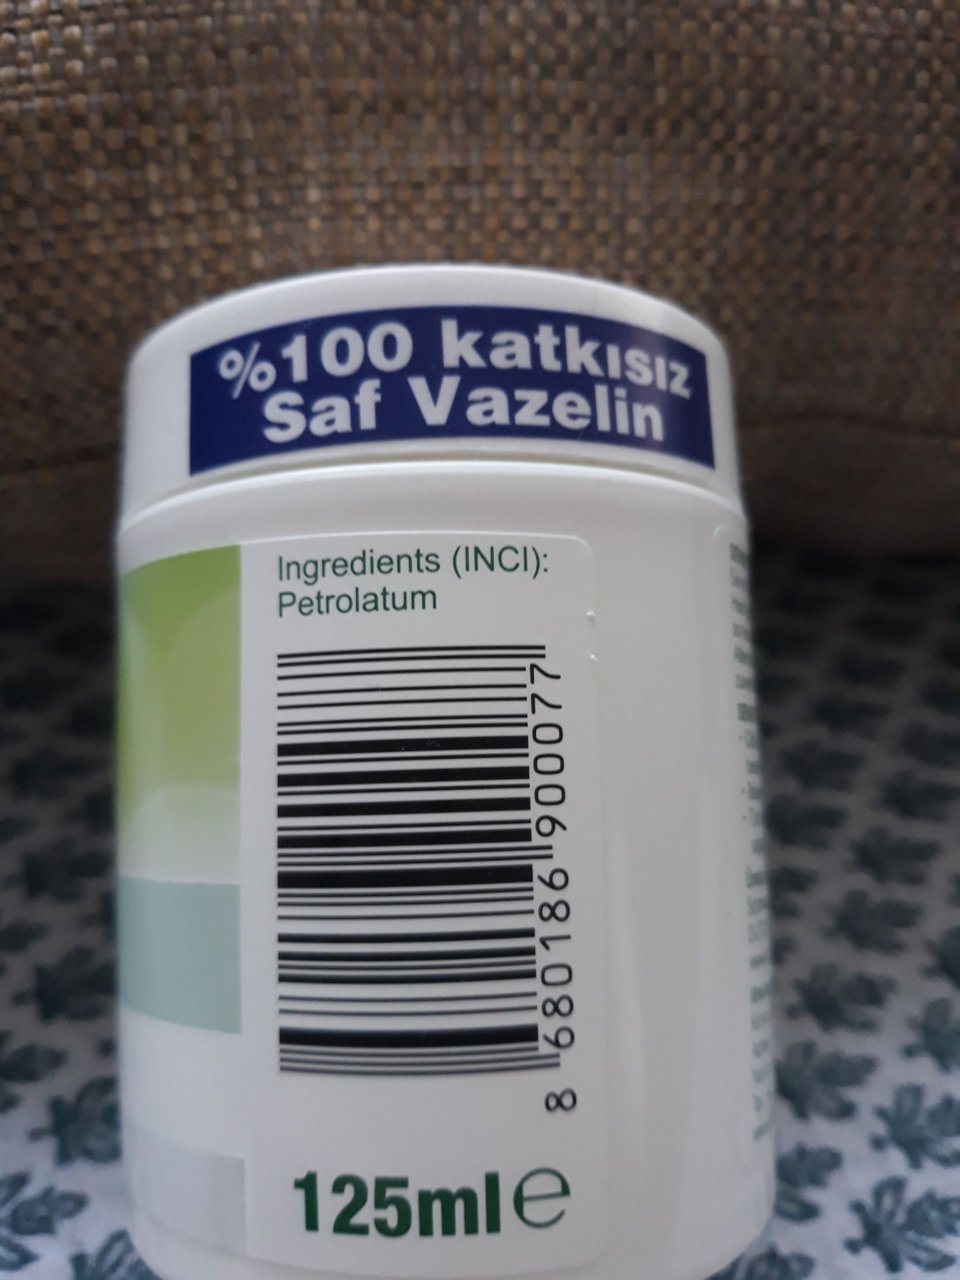 %100 katkısız
Saf Vazelin
Ingredients (INCI):
Petrolatum
8 680186 900077
125ml e